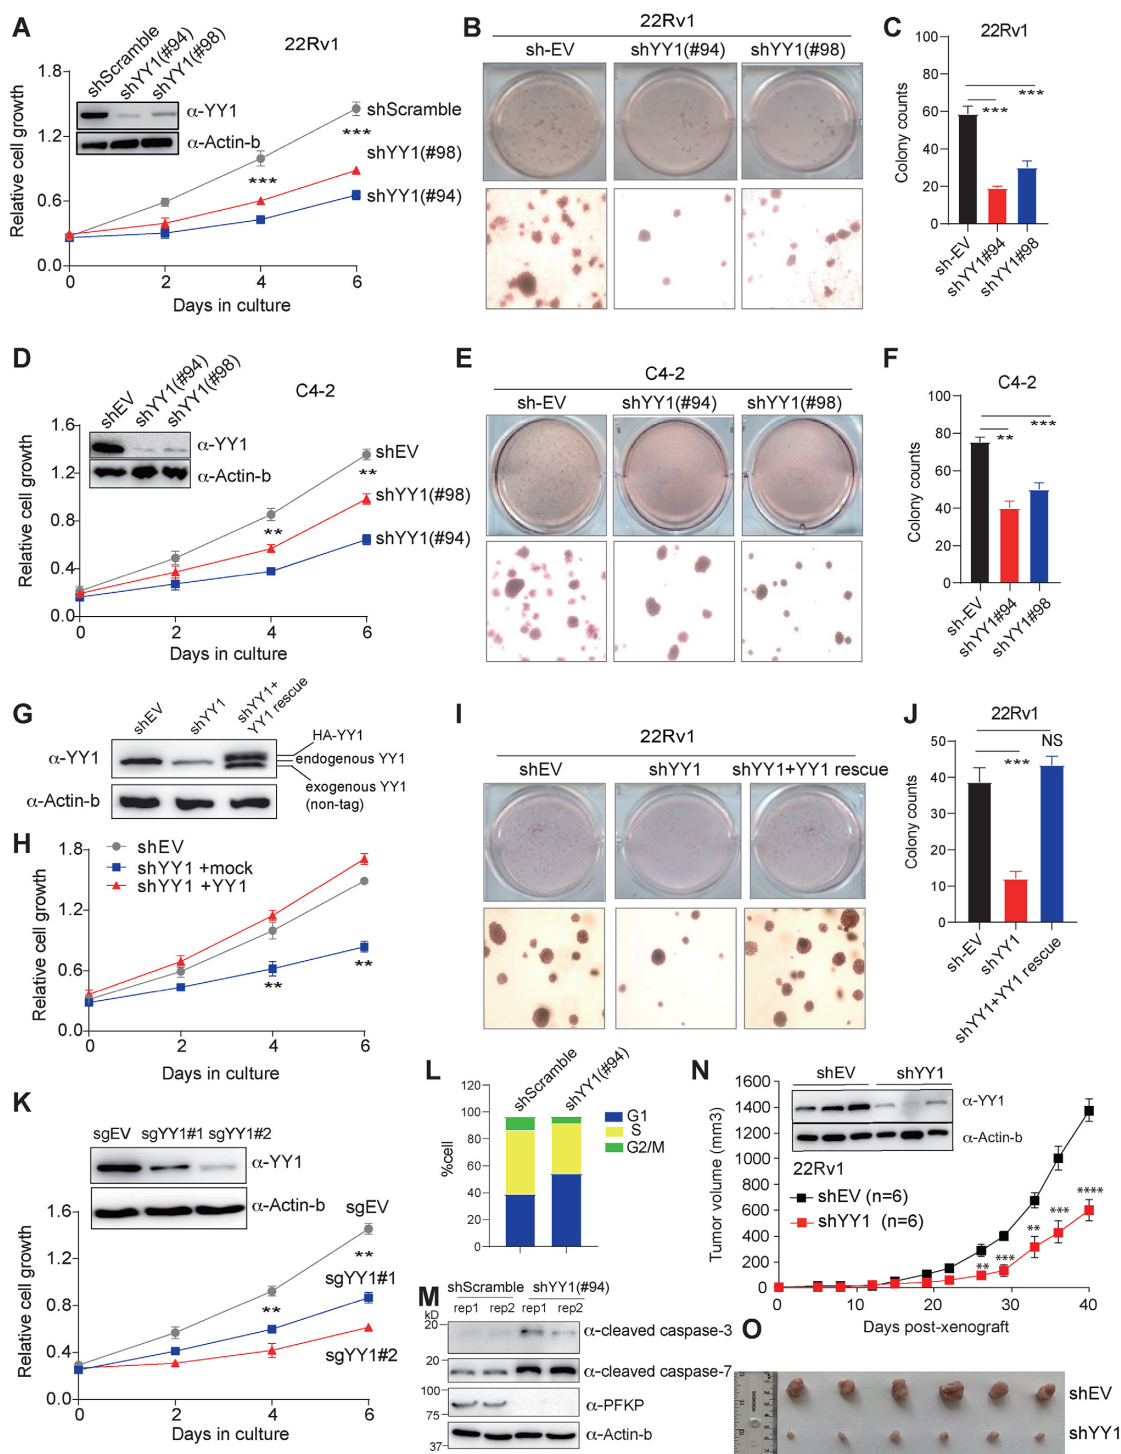 A
22Rv1
shScramble
shYY1(#94)
shYY1(#98)
α-YY1
α-Actin-b
Relative cell growth
1.8
1.2
0.6
0.0
shScramble
***
shYY1(#98)
***
shYY1(#94)
0
2
4
6
Days in culture
B
22Rv1
sh-EV
shYY1(#94)
shYY1(#98)
C
22Rv1
Colony counts
100
80
60
40
20
0
***
***
sh-EV
shYY1#94
shYY1#98
D
C4-2
shEV
shYY1(#94)
shYY1(#98)
α-YY1
α-Actin-b
Relative cell growth
1.6
1.2
0.8
0.4
0.0
shEV
**
shYY1(#98)
**
shYY1(#94)
0
2
4
6
Days in culture
E
C4-2
sh-EV
shYY1(#94)
shYY1(#98)
F
C4-2
Colony counts
100
80
60
40
20
0
**
***
sh-EV
shYY1#94
shYY1#98
G
shEV
shYY1
shYY1+
YY1 rescue
α-YY1
α-Actin-b
HA-YY1
endogenous YY1
exogenous YY1
(non-tag)
H
shEV
shYY1 +mock
shYY1 +YY1
Relative cell growth
1.8
1.2
0.6
0.0
**
**
0
2
4
6
Days in culture
I
22Rv1
shEV
shYY1
shYY1+YY1 rescue
J
22Rv1
Colony counts
50
40
30
20
10
0
***
NS
sh-EV
shYY1
shYY1+YY1 rescue
K
sgEV
sgYY1#1
sgYY1#2
α-YY1
α-Actin-b
Relative cell growth
1.6
1.2
0.8
0.4
0.0
sgEV
**
sgYY1#1
**
sgYY1#2
0
2
4
6
Days in culture
L
shScramble
shYY1(#94)
%cell
120
100
80
60
40
20
0
G1
S
G2/M
M
shScramble
shYY1(#94)
kD
rep1
rep2
rep1
rep2
20
α-cleaved caspase-3
20
α-cleaved caspase-7
100
75
α-PFKP
37
α-Actin-b
N
shEV
shYY1
α-YY1
α-Actin-b
22Rv1
shEV (n=6)
shYY1 (n=6)
Tumor volume (mm3)
1600
1400
1200
1000
800
600
400
200
0
**
***
**
***
****
0
10
20
30
40
Days post-xenograft
O
shEV
shYY1